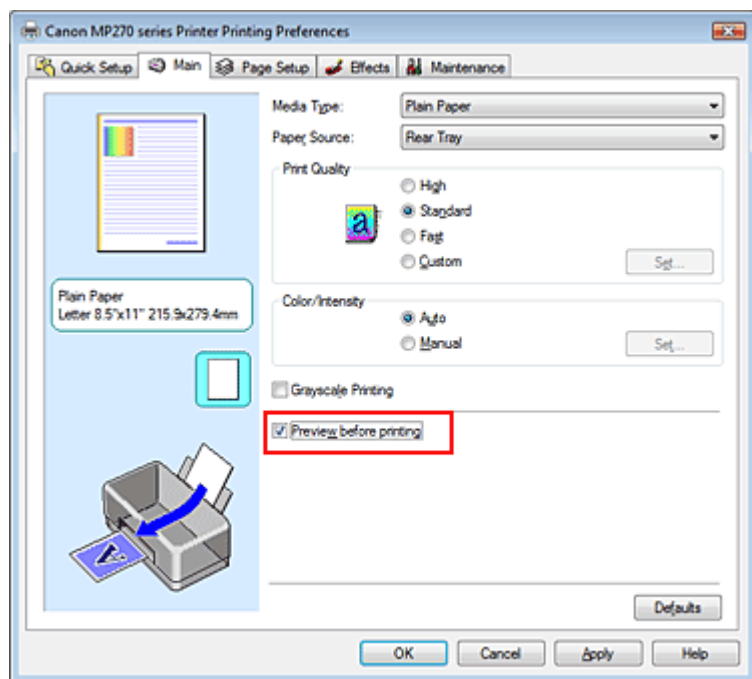 Canon MP270 series Printer Printing Preferences
Quick Setup
Main
Page Setup
Effects
Maintenance
Media Type:
Plain Paper
Paper Source:
Rear Tray
Print Quality
High
a
Standard
Fast
Custom
Set...
Plain Paper
Letter 8.5"x11" 215.9x279.4mm
Color/Intensity
Auto
Manual
Set...
Grayscale Printing
Preview before printing
A
Defaults
OK
Cancel
Apply
Help